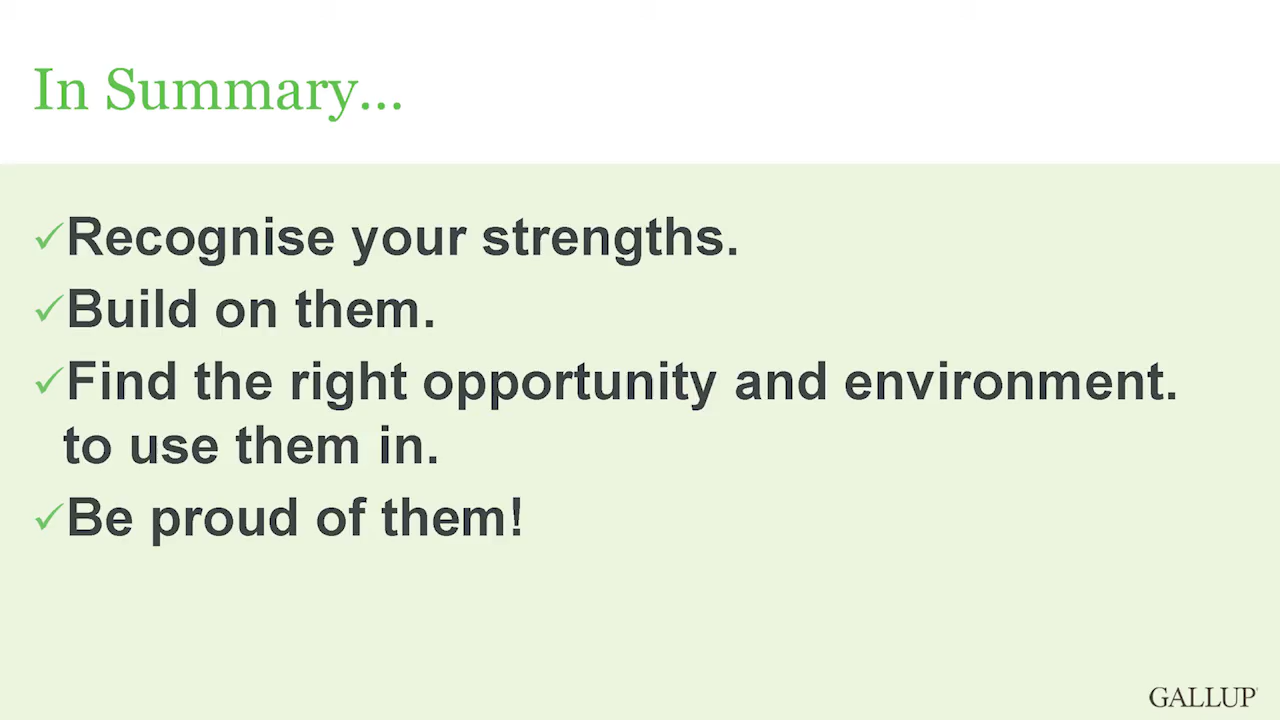 In Summary...
✓Recognise your strengths.
✓Build on them.
✓Find the right opportunity and environment.
to use them in.
✓Be proud of them!
GALLUP